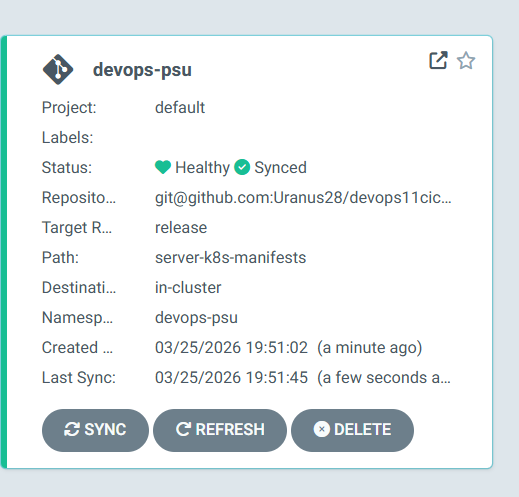 devops-psu
Project: default
Labels:
Status: Healthy Synced
Reposito... git@github.com:Uranus28/devops11cic...
Target R... release
Path: server-k8s-manifests
Destinati... in-cluster
Namesp... devops-psu
Created ... 03/25/2026 19:51:02 (a minute ago)
Last Sync: 03/25/2026 19:51:45 (a few seconds a...
SYNC REFRESH DELETE